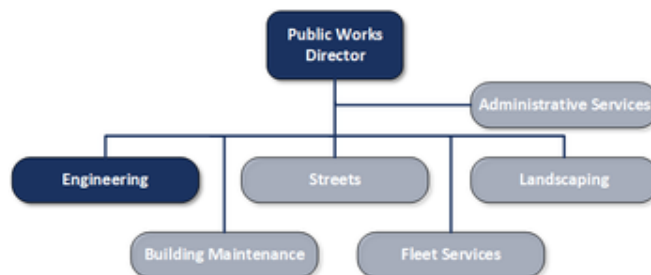 Public Works
Director
Administrative Services
Engineering
Streets
Landscaping
Building Maintenance
Fleet Services